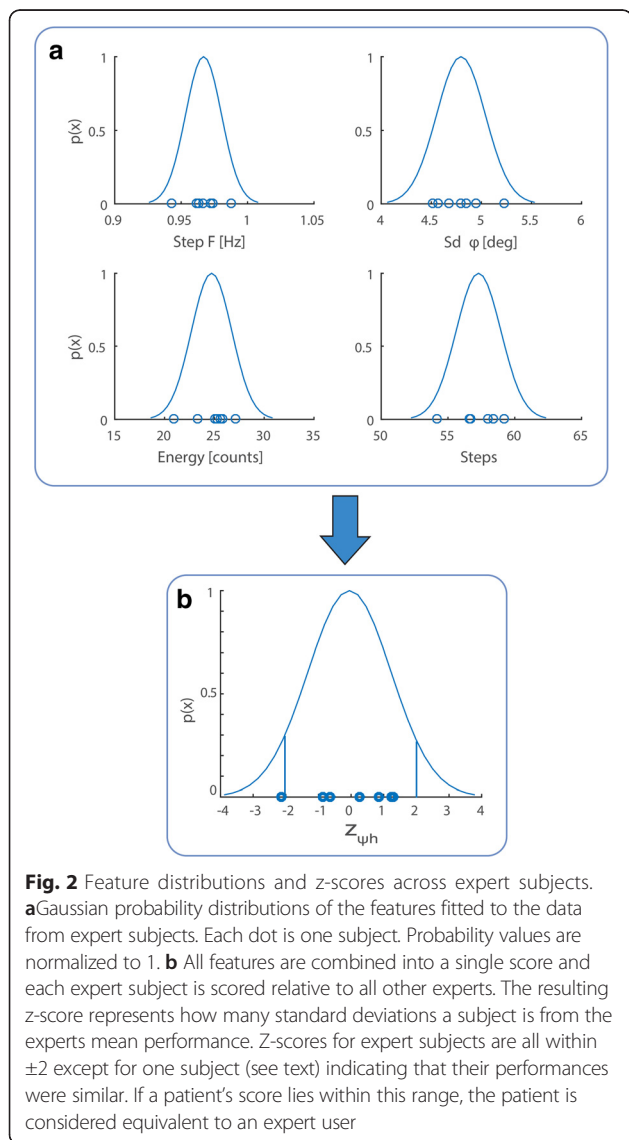 a
1
0.5
0
p(x)
0.9
0.95
1
1.05
Step F [Hz]
1
0.5
0
4
4.5
5
5.5
6
Sd φ [deg]
1
0.5
0
p(x)
15
20
25
30
35
Energy [counts]
1
0.5
0
50
55
60
65
Steps
b
1
0.5
0
p(x)
-4
-3
-2
-1
0
1
2
3
4
Zψh
Fig. 2 Feature distributions and z-scores across expert subjects.
aGaussian probability distributions of the features fitted to the data
from expert subjects. Each dot is one subject. Probability values are
normalized to 1. b All features are combined into a single score and
each expert subject is scored relative to all other experts. The resulting
z-score represents how many standard deviations a subject is from the
experts mean performance. Z-scores for expert subjects are all within
±2 except for one subject (see text) indicating that their performances
were similar. If a patient's score lies within this range, the patient is
considered equivalent to an expert user